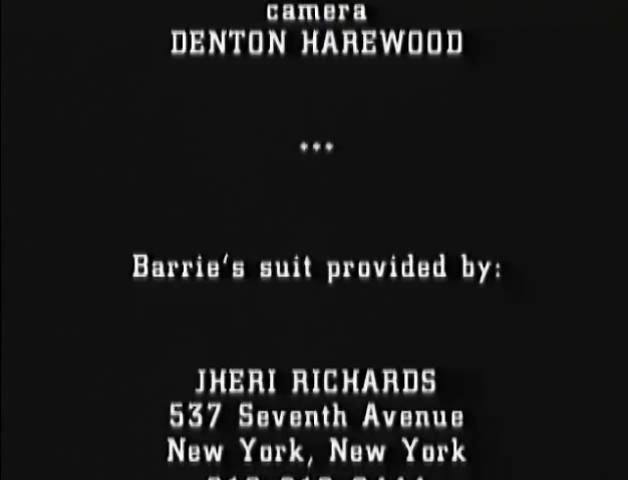 camera
DENTON HAREWOOD
***
Barrie's suit provided by:
JHERI RICHARDS
537 Seventh Avenue
New York, New York